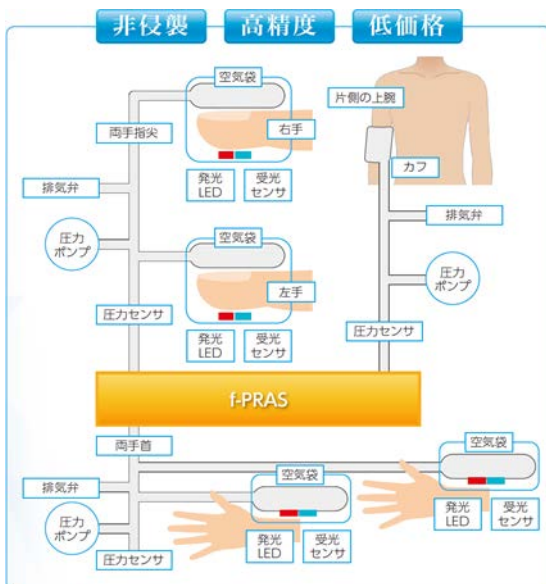 非侵襲
高精度
低価格
空気袋
両手指尖
右手
排気弁
発光
LED
受光
センサ
圧力
ポンプ
空気袋
左手
圧力センサ
発光
LED
受光
センサ
片側の上腕
カフ
排気弁
圧力
ポンプ
圧力センサ
f-PRAS
両手首
空気袋
空気袋
排気弁
圧力
ポンプ
発光
LED
受光
センサ
発光
LED
受光
センサ
圧力センサ